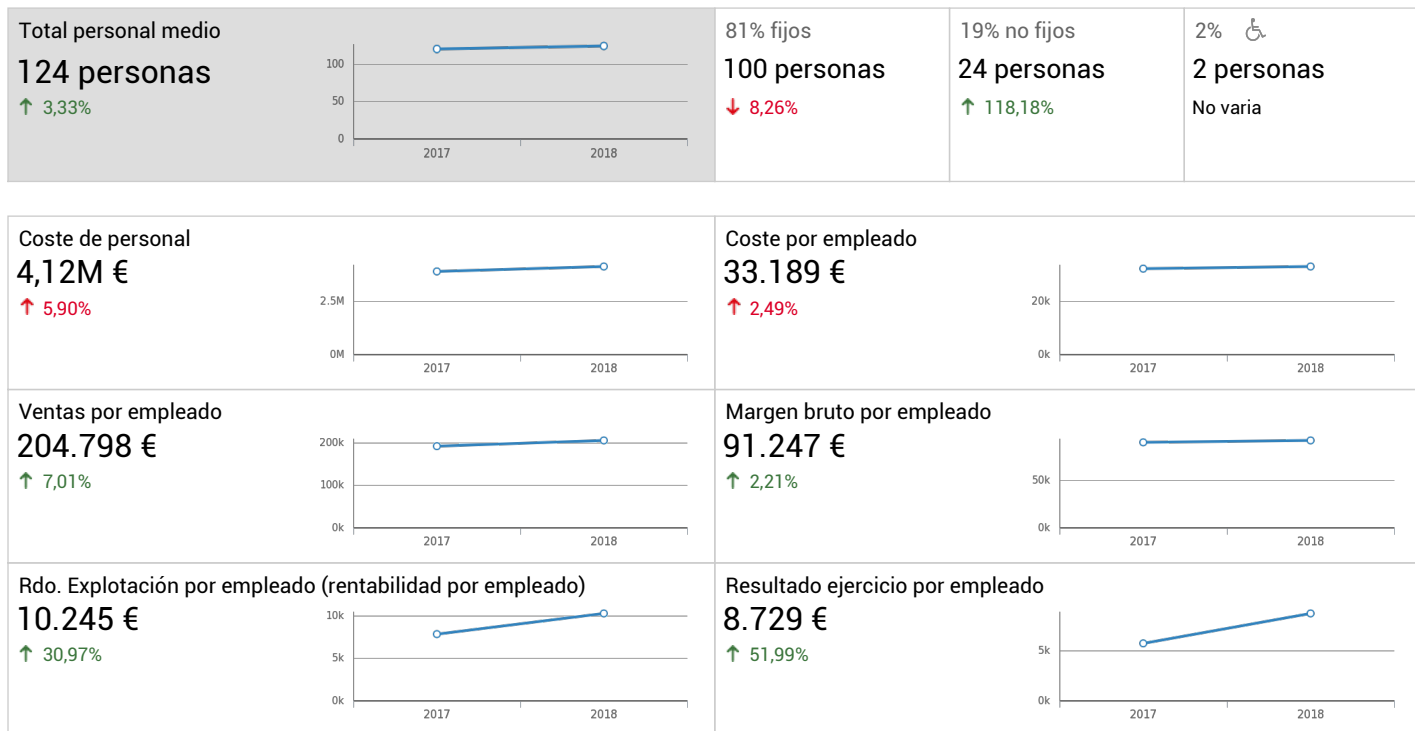 Total personal medio
124 personas
↑ 3,33%
100
50
0
2017 2018
81% fijos
100 personas
↓ 8,26%
19% no fijos
24 personas
↑ 118,18%
2%
2 personas
No varia
Coste de personal
4,12M €
↑ 5,90%
2.5M
0M
2017 2018
Coste por empleado
33.189 €
↑ 2,49%
20k
0k
2017 2018
Ventas por empleado
204.798 €
↑ 7,01%
200k
100k
0k
2017 2018
Margen bruto por empleado
91.247 €
↑ 2,21%
50k
0k
2017 2018
Rdo. Explotación por empleado (rentabilidad por empleado)
10.245 €
↑ 30,97%
10k
5k
0k
2017 2018
Resultado ejercicio por empleado
8.729 €
↑ 51,99%
5k
0k
2017 2018